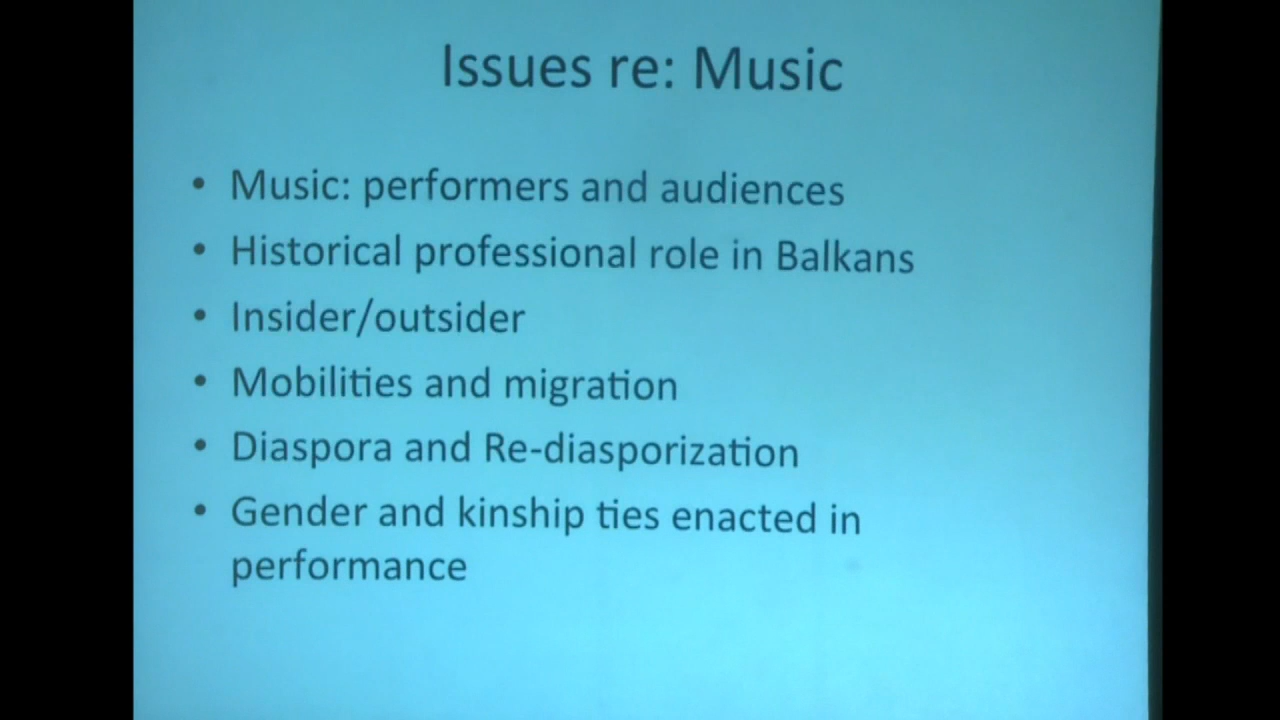 Issues re: Music
• Music: performers and audiences
• Historical professional role in Balkans
• Insider/outsider
• Mobilities and migration
• Diaspora and Re-diasporization
• Gender and kinship ties enacted in
performance